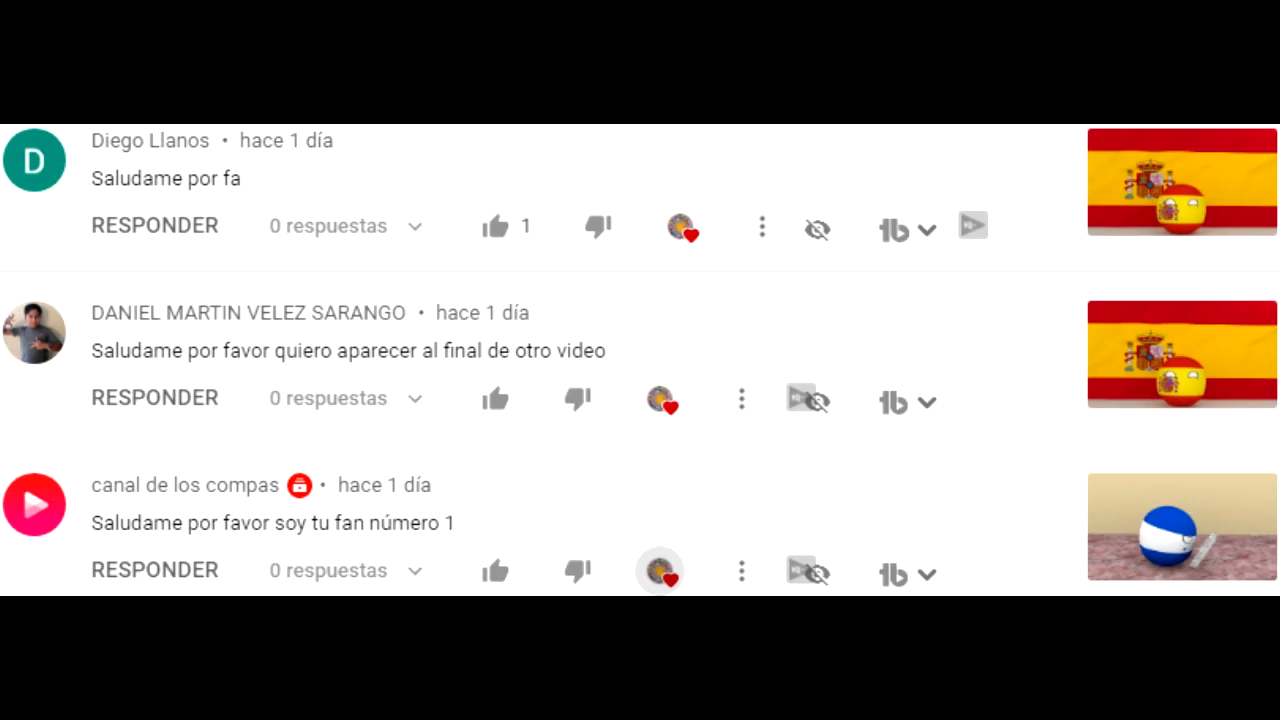 D
Diego Llanos • hace 1 día
Saludame por fa
RESPONDER 0 respuestas 1
DANIEL MARTIN VELEZ SARANGO • hace 1 día
Saludame por favor quiero aparecer al final de otro video
RESPONDER 0 respuestas
canal de los compas • hace 1 día
Saludame por favor soy tu fan número 1
RESPONDER 0 respuestas